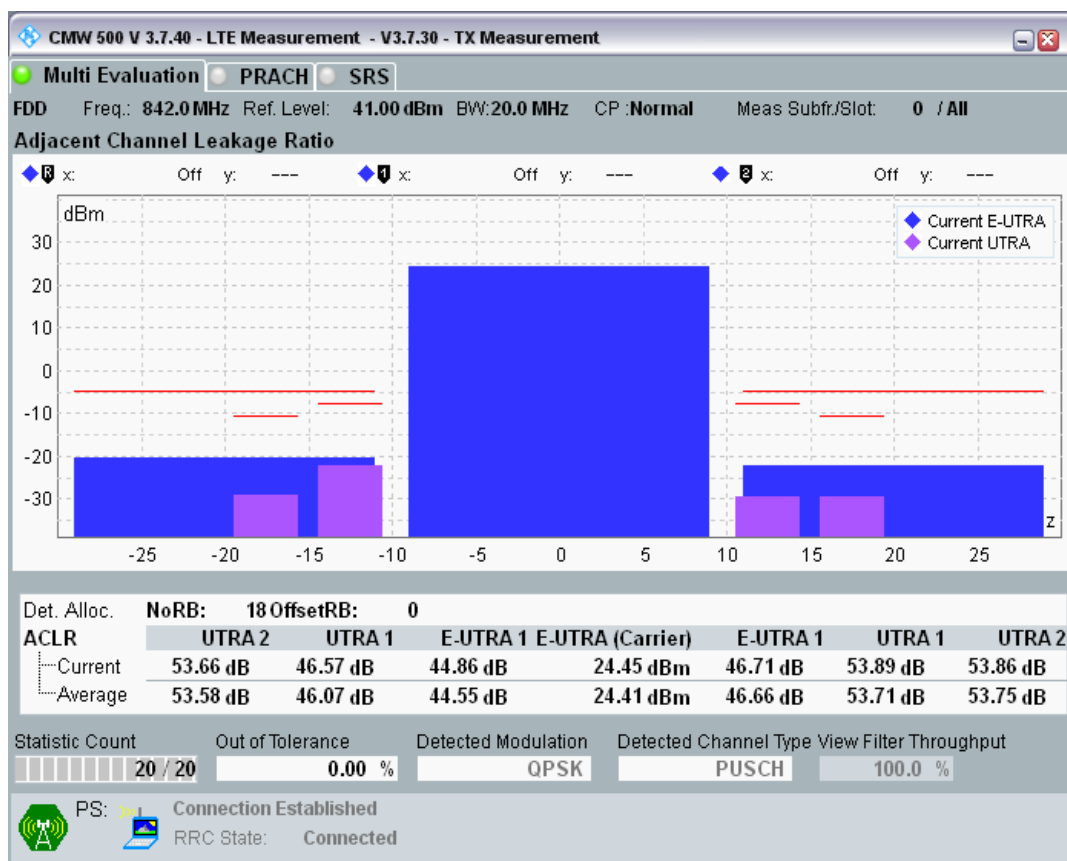 CMW 500 V 3.7.40 - LTE Measurement - V3.7.30 - TX Measurement
Multi Evaluation PRACH SRS
FDD Freq.: 842.0 MHz Ref. Level: 41.00 dBm BW: 20.0 MHz CP :Normal Meas Subfr./Slot: 0 / All
Adjacent Channel Leakage Ratio
R x: Off y: --- 1 x: Off y: --- 2 x: Off y: ---
dBm
Current E-UTRA
Current UTRA
30
20
10
0
-10
-20
-30
z
-25 -20 -15 -10 -5 0 5 10 15 20 25
Det. Alloc. NoRB: 18 OffsetRB: 0
ACLR UTRA 2 UTRA 1 E-UTRA 1 E-UTRA (Carrier) E-UTRA 1 UTRA 1 UTRA 2
Current 53.66 dB 46.57 dB 44.86 dB 24.45 dBm 46.71 dB 53.89 dB 53.86 dB
Average 53.58 dB 46.07 dB 44.55 dB 24.41 dBm 46.66 dB 53.71 dB 53.75 dB
Statistic Count Out of Tolerance Detected Modulation Detected Channel Type View Filter Throughput
20 / 20 0.00 % QPSK PUSCH 100.0 %
PS: Connection Established
RRC State: Connected